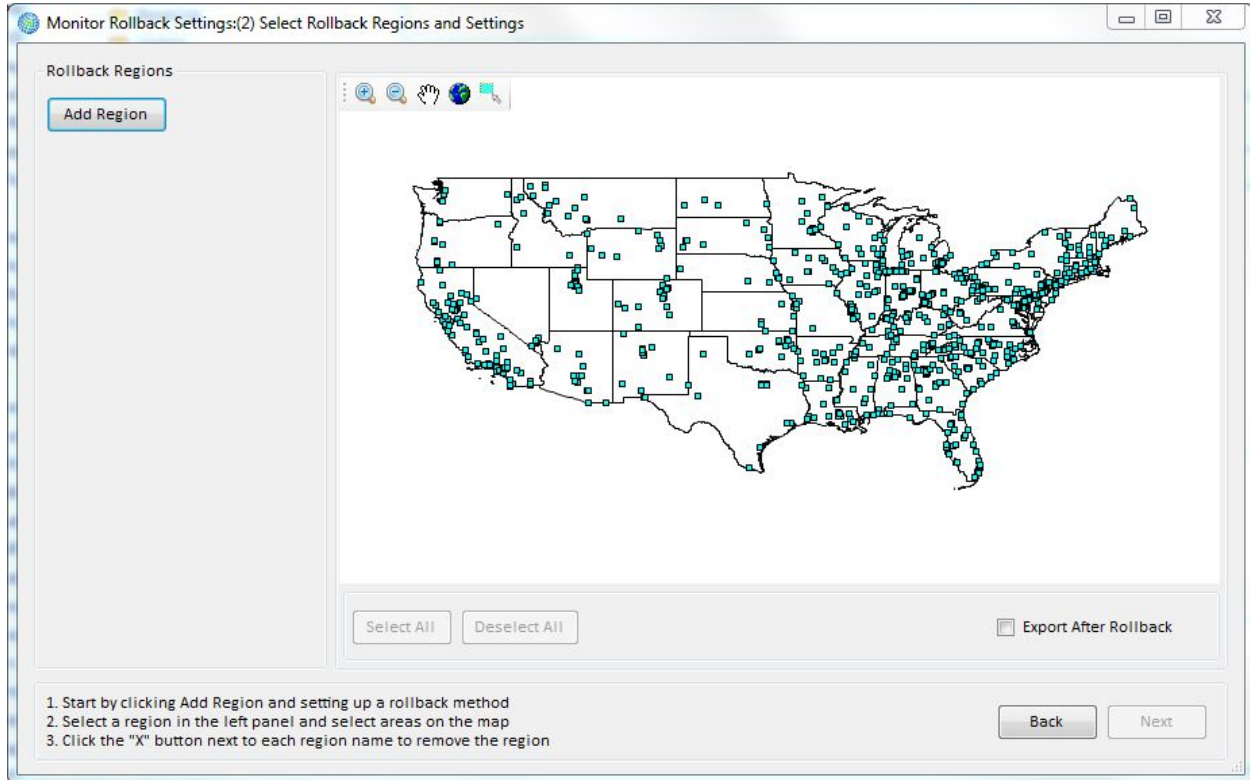 Monitor Rollback Settings:(2) Select Rollback Regions and Settings
Rollback Regions
Add Region
Select All
Deselect All
Export After Rollback
1. Start by clicking Add Region and setting up a rollback method
2. Select a region in the left panel and select areas on the map
3. Click the "X" button next to each region name to remove the region
Back
Next